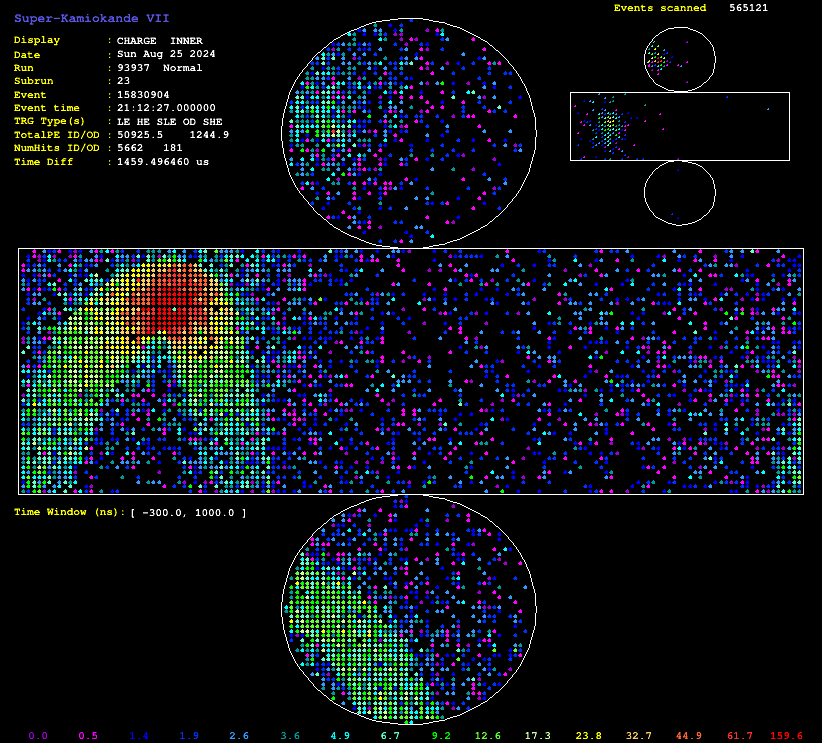 Super-Kamiokande VII
Events scanned 565121
Display : CHARGE INNER
Date : Sun Aug 25 2024
Run : 93937 Normal
Subrun : 23
Event : 15830904
Event time : 21:12:27.000000
TRG Type(s) : LE HE SLE OD SHE
TotalPE ID/OD : 50925.5 1244.9
NumHits ID/OD : 5662 181
Time Diff : 1459.496460 us
Time Window (ns): [ -300.0, 1000.0 ]
0.0 0.5 1.4 1.9 2.6 3.6 4.9 6.7 9.2 12.6 17.3 23.8 32.7 44.9 61.7 159.6